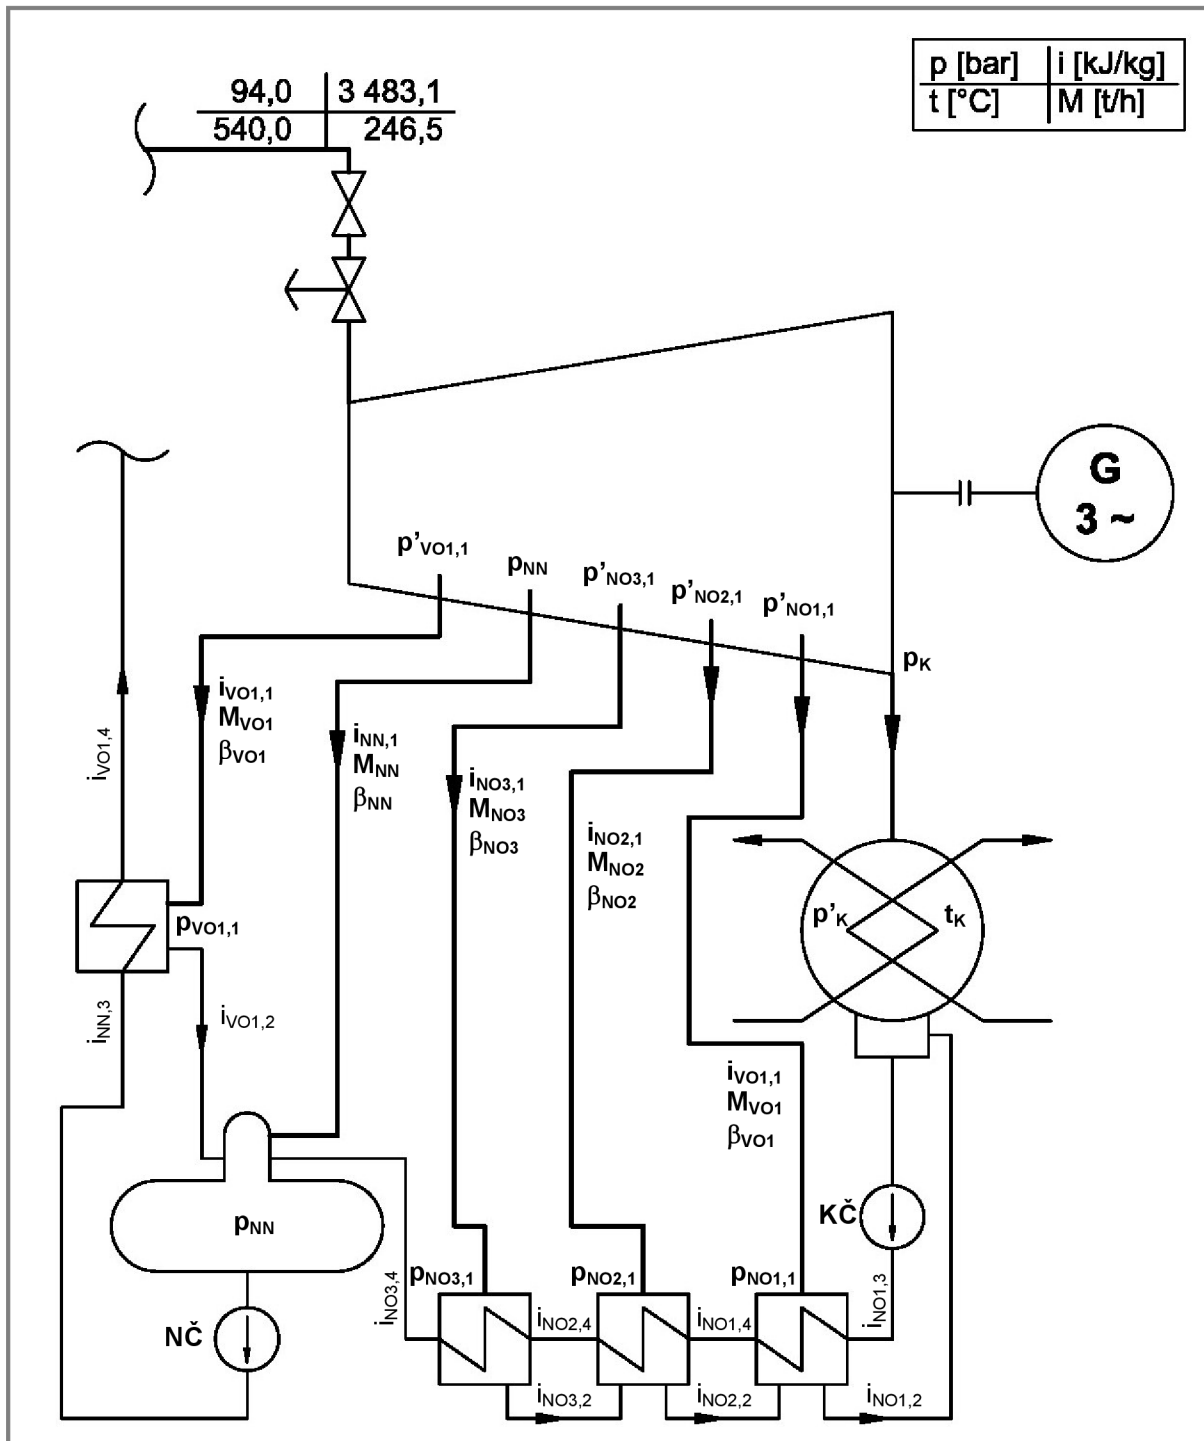 p [bar] i [kJ/kg]
t [°C] M [t/h]
94,0 3 483,1
540,0 246,5
G
3 ~
p'VO1,1
pNN
p'NO3,1
p'NO2,1
p'NO1,1
pK
iVO1,1
MVO1
βVO1
iVO1,4
iNN,1
MNN
βNN
iNO3,1
MNO3
βNO3
iNO2,1
MNO2
βNO2
p'K tK
pVO1,1
iNN,3
iVO1,2
iVO1,1
MVO1
βVO1
pNN
KČ
pNO3,1
pNO2,1
pNO1,1
iNO3,4
iNO2,4
iNO1,4
iNO1,3
NČ
iNO3,2
iNO2,2
iNO1,2